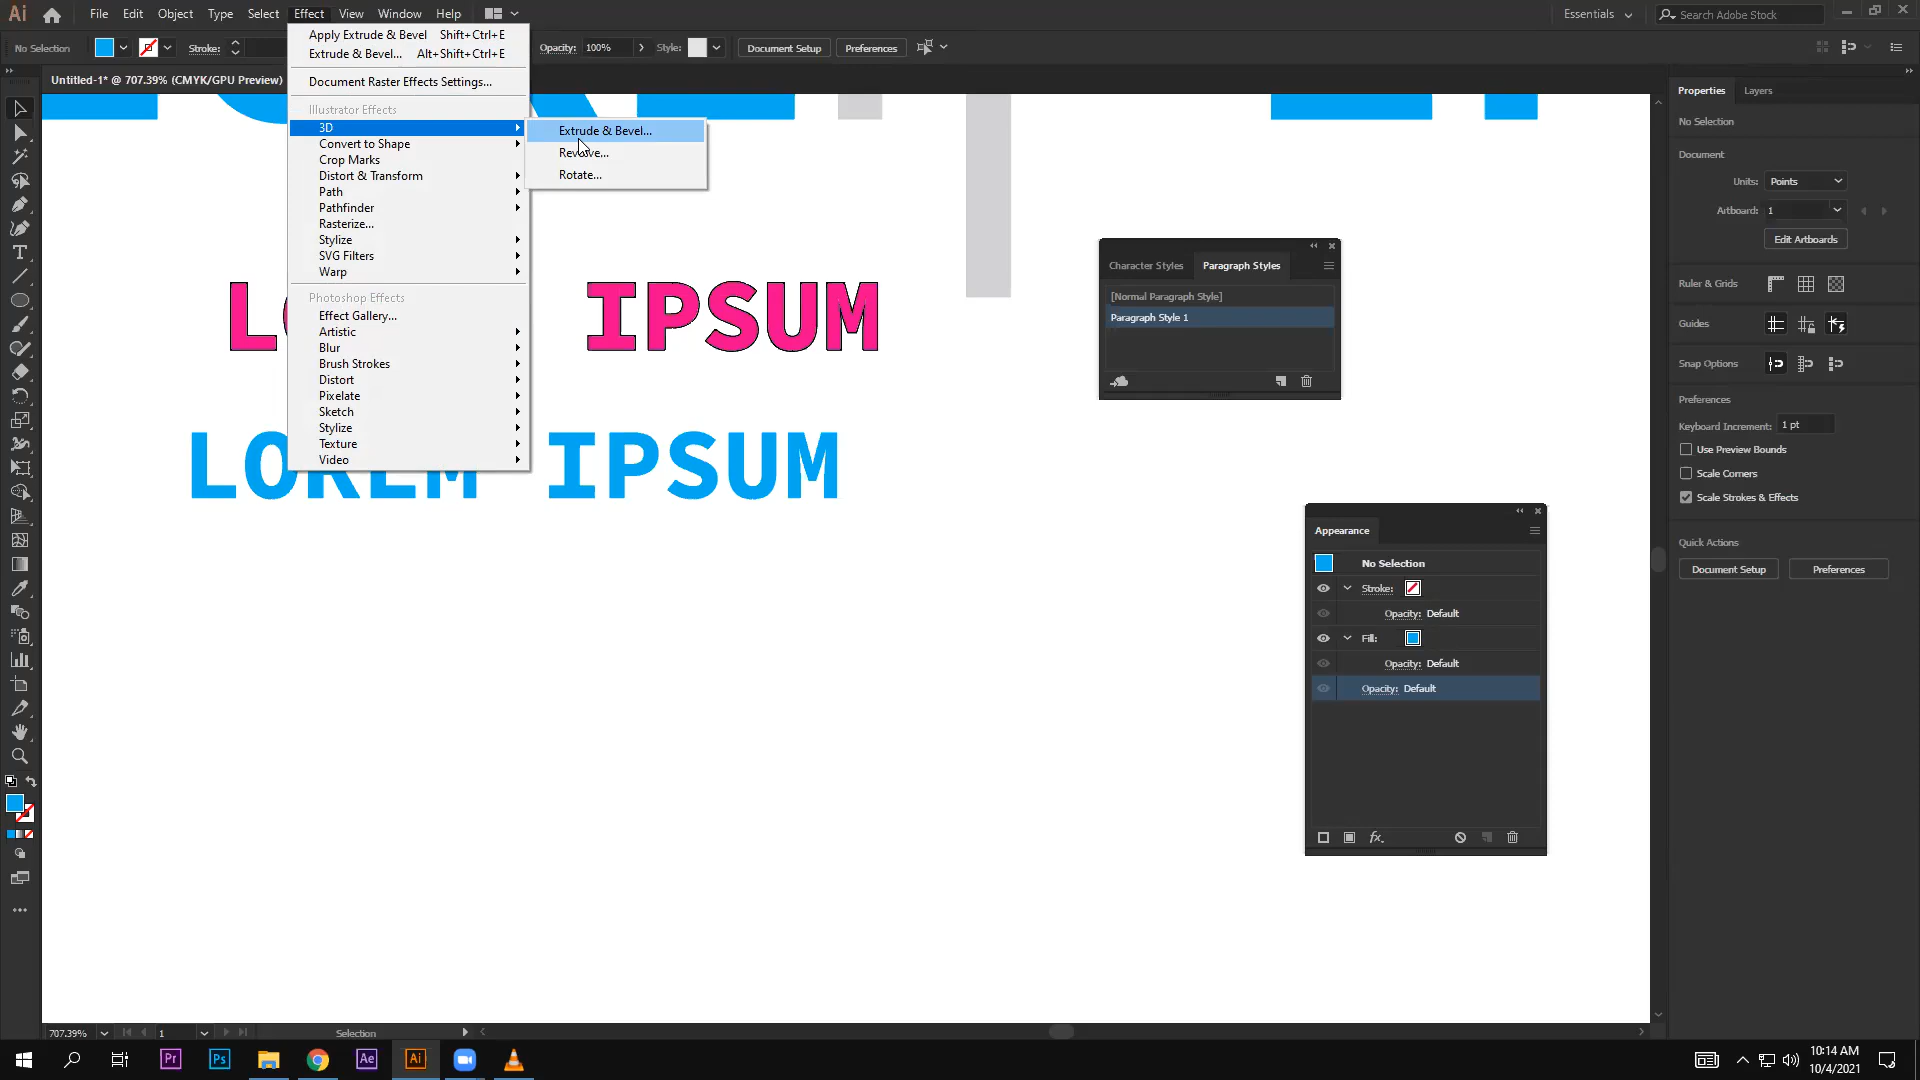 Ai File Edit Object Type Select Effect View Window Help Essentials Search Adobe Stock
No Selection Stroke: Opacity: 100% Style: Document Setup Preferences
Untitled-1* @ 707.39% (CMYK/GPU Preview)
Apply Extrude & Bevel Shift+Ctrl+E
Extrude & Bevel... Alt+Shift+Ctrl+E
Document Raster Effects Settings...
Illustrator Effects
3D
Convert to Shape
Crop Marks
Distort & Transform
Path
Pathfinder
Rasterize...
Stylize
SVG Filters
Warp
Photoshop Effects
Effect Gallery...
Artistic
Blur
Brush Strokes
Distort
Pixelate
Sketch
Stylize
Texture
Video
Extrude & Bevel...
Revolve...
Rotate...
IPSUM
LOREM IPSUM
Character Styles Paragraph Styles
[Normal Paragraph Style]
Paragraph Style 1
Appearance
No Selection
Stroke:
Opacity: Default
Fill:
Opacity: Default
Opacity: Default
fx.
Properties Layers
No Selection
Document
Units: Points
Artboard: 1
Edit Artboards
Ruler & Grids
Guides
Snap Options
Preferences
Keyboard Increment: 1 pt
Use Preview Bounds
Scale Corners
Scale Strokes & Effects
Quick Actions
Document Setup Preferences
707.39% 1 Selection
Pr Ps Ae Ai
10:14 AM
10/4/2021